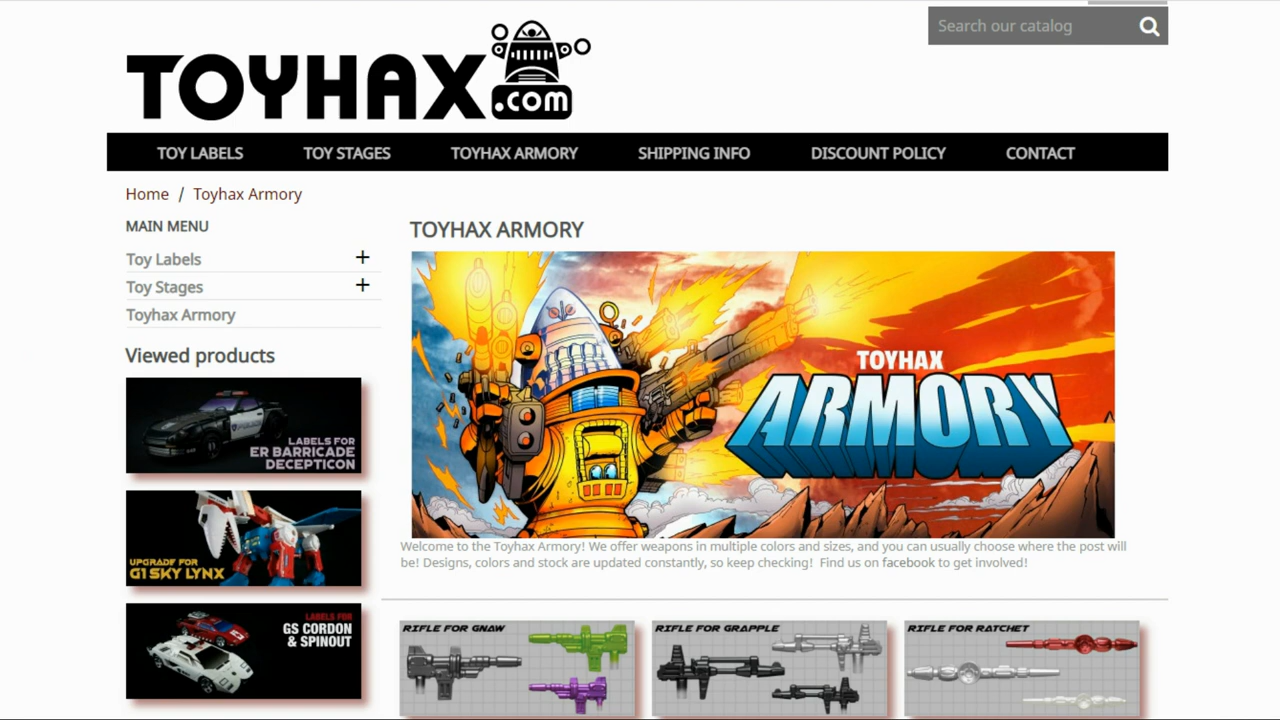 Search our catalog
TOYHAX
.com
TOY LABELS TOY STAGES TOYHAX ARMORY SHIPPING INFO DISCOUNT POLICY CONTACT
Home / Toyhax Armory
MAIN MENU
Toy Labels +
Toy Stages +
Toyhax Armory
Viewed products
LABELS FOR
ER BARRICADE
DECEPTICON
UPGRADE FOR
G1 SKY LYNX
LABELS FOR
GS CORDON
& SPINOUT
TOYHAX ARMORY
TOYHAX
ARMORY
Welcome to the Toyhax Armory! We offer weapons in multiple colors and sizes, and you can usually choose where the post will
be! Designs, colors and stock are updated constantly, so keep checking! Find us on facebook to get involved!
RIFLE FOR GNAW
RIFLE FOR GRAPPLE
RIFLE FOR RATCHET